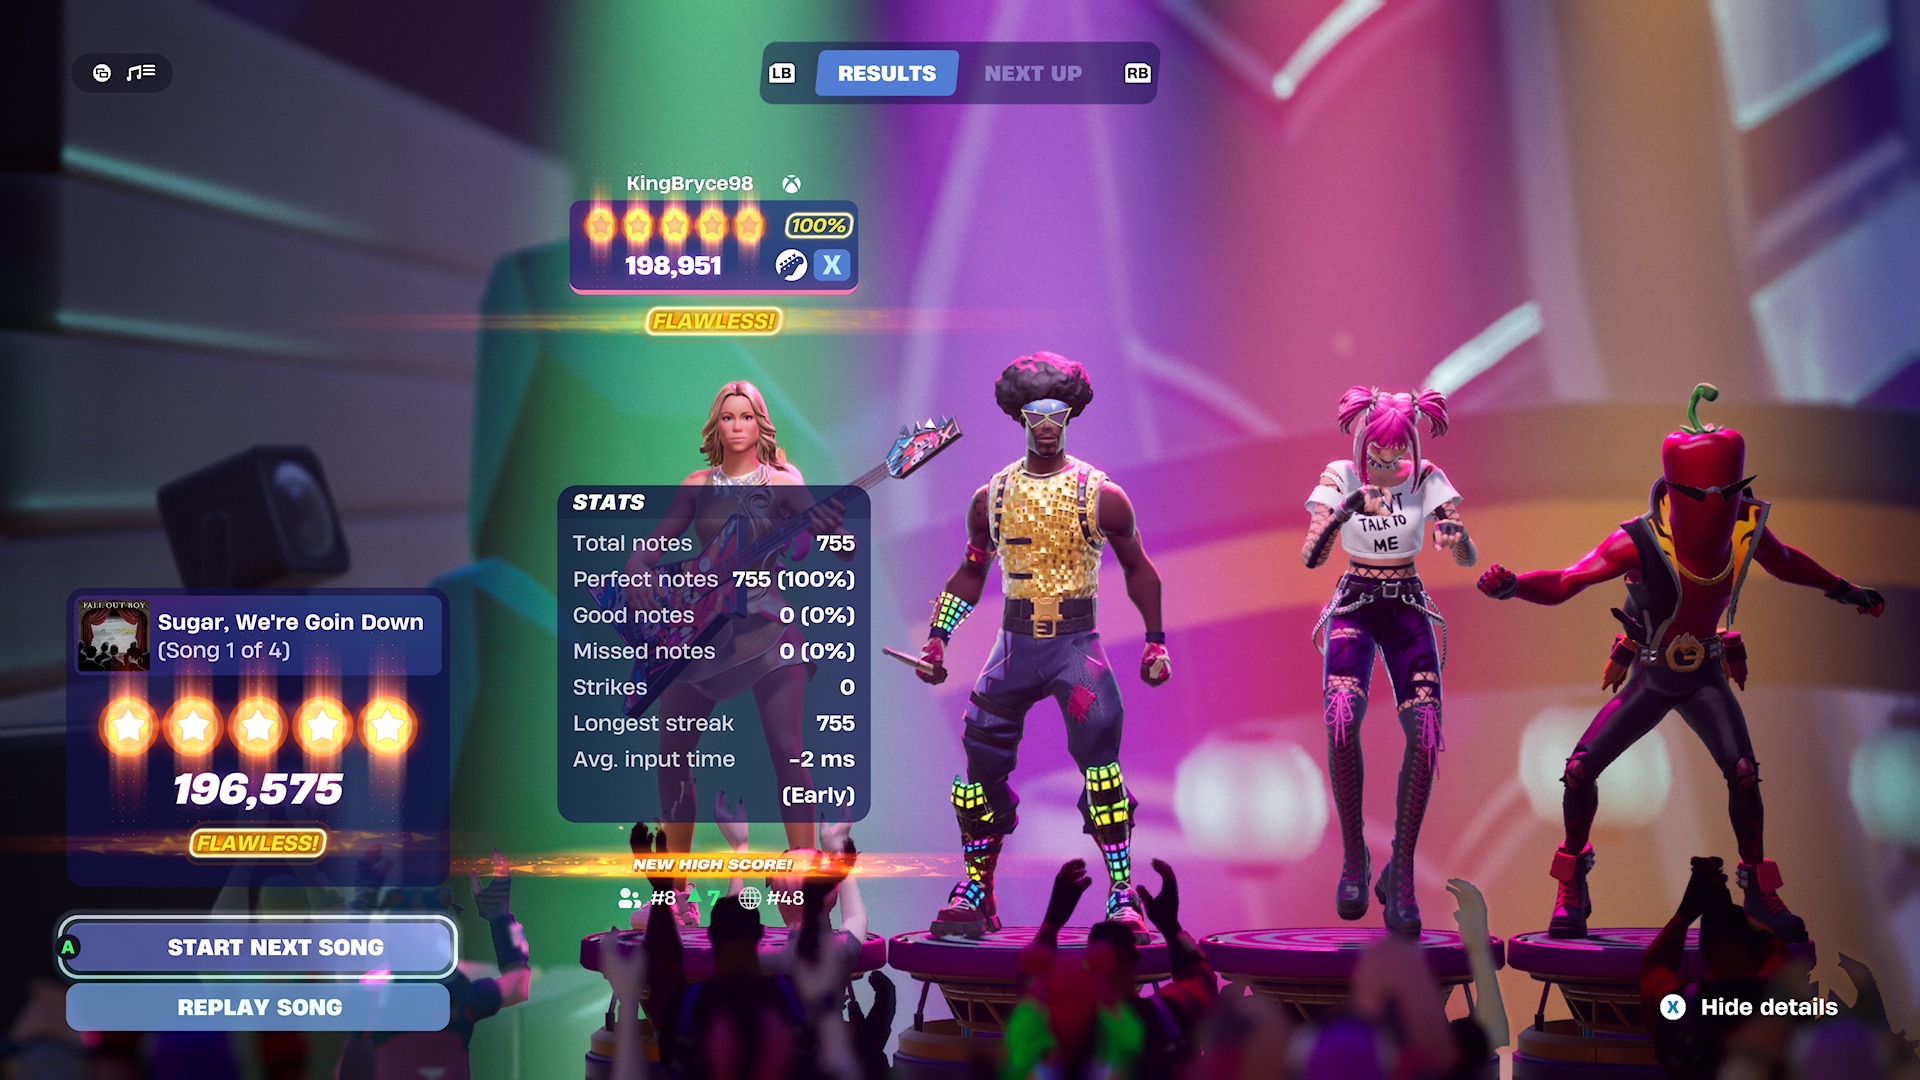 LB
RESULTS
NEXT UP
RB
KingBryce98
100%
198,951
X
FLAWLESS!
STATS
Total notes 755
Perfect notes 755 (100%)
Good notes 0 (0%)
Missed notes 0 (0%)
Strikes 0
Longest streak 755
Avg. input time -2 ms
(Early)
NEW HIGH SCORE!
#8 7 #48
TALK TO
ME
FALL OUT BOY
Sugar, We're Goin Down
(Song 1 of 4)
196,575
FLAWLESS!
A START NEXT SONG
REPLAY SONG
X Hide details